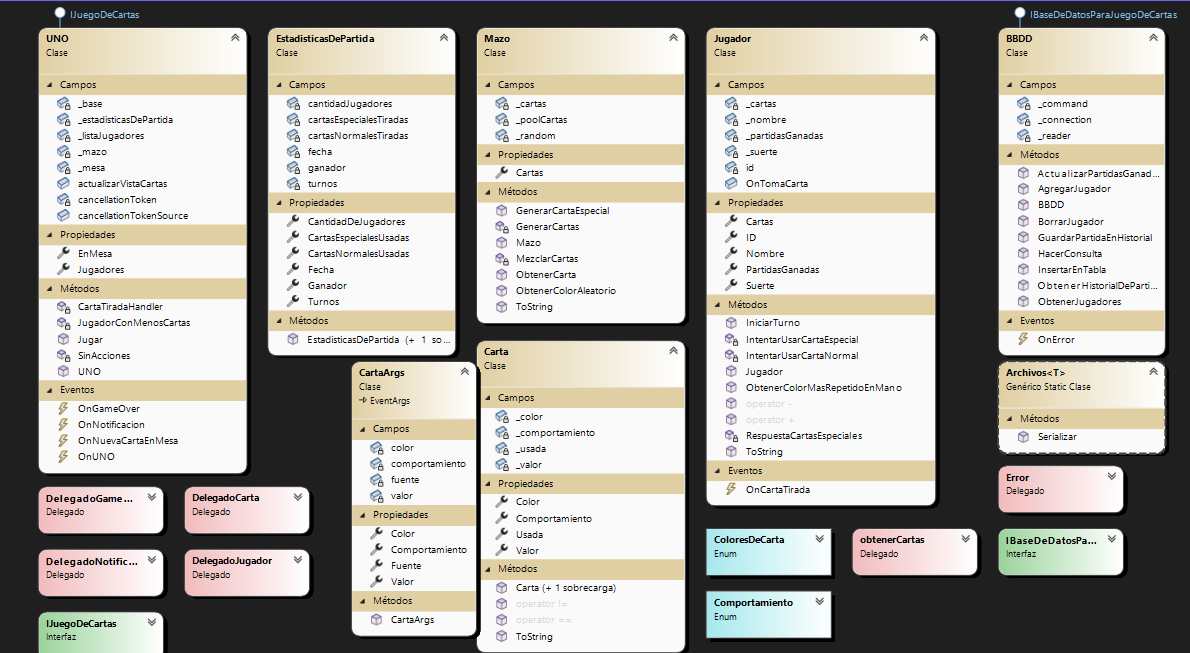 IJuegoDeCartas
UNO
Clase
Campos
_base
_estadisticasDePartida
_listaJugadores
_mazo
_mesa
actualizarVistaCartas
cancellationToken
cancellationTokenSource
Propiedades
EnMesa
Jugadores
Métodos
CartaTiradaHandler
JugadorConMenosCartas
Jugar
SinAcciones
UNO
Eventos
OnGameOver
OnNotificacion
OnNuevaCartaEnMesa
OnUNO
EstadisticasDePartida
Clase
Campos
cantidadJugadores
cartasEspecialesTiradas
cartasNormalesTiradas
fecha
ganador
turnos
Propiedades
CantidadDeJugadores
CartasEspecialesUsadas
CartasNormalesUsadas
Fecha
Ganador
Turnos
Métodos
EstadisticasDePartida (+ 1 so...
Mazo
Clase
Campos
_cartas
_poolCartas
_random
Propiedades
Cartas
Métodos
GenerarCartaEspecial
GenerarCartas
Mazo
MezclarCartas
ObtenerCarta
ObtenerColorAleatorio
ToString
Jugador
Clase
Campos
_cartas
_nombre
_partidasGanadas
_suerte
id
OnTomaCarta
Propiedades
Cartas
ID
Nombre
PartidasGanadas
Suerte
Métodos
IniciarTurno
IntentarUsarCartaEspecial
IntentarUsarCartaNormal
Jugador
ObtenerColorMasRepetidoEnMano
operator -
operator +
RespuestaCartasEspeciales
ToString
Eventos
OnCartaTirada
IBaseDeDatosParaJuegoDeCartas
BBDD
Clase
Campos
_command
_connection
_reader
Métodos
ActualizarPartidasGanad...
AgregarJugador
BBDD
BorrarJugador
GuardarPartidaEnHistorial
HacerConsulta
InsertarEnTabla
ObtenerHistorialDeParti...
ObtenerJugadores
Eventos
OnError
CartaArgs
Clase
EventArgs
Campos
color
comportamiento
fuente
valor
Propiedades
Color
Comportamiento
Fuente
Valor
Métodos
CartaArgs
Carta
Clase
Campos
_color
_comportamiento
_usada
_valor
Propiedades
Color
Comportamiento
Usada
Valor
Métodos
Carta (+ 1 sobrecarga)
operator !=
operator ==
ToString
Archivos<T>
Genérico Static Clase
Métodos
Serializar
DelegadoGame...
Delegado
DelegadoCarta
Delegado
DelegadoNotific...
Delegado
DelegadoJugador
Delegado
IJuegoDeCartas
Interfaz
ColoresDeCarta
Enum
obtenerCartas
Delegado
Comportamiento
Enum
Error
Delegado
IBaseDeDatosPa...
Interfaz